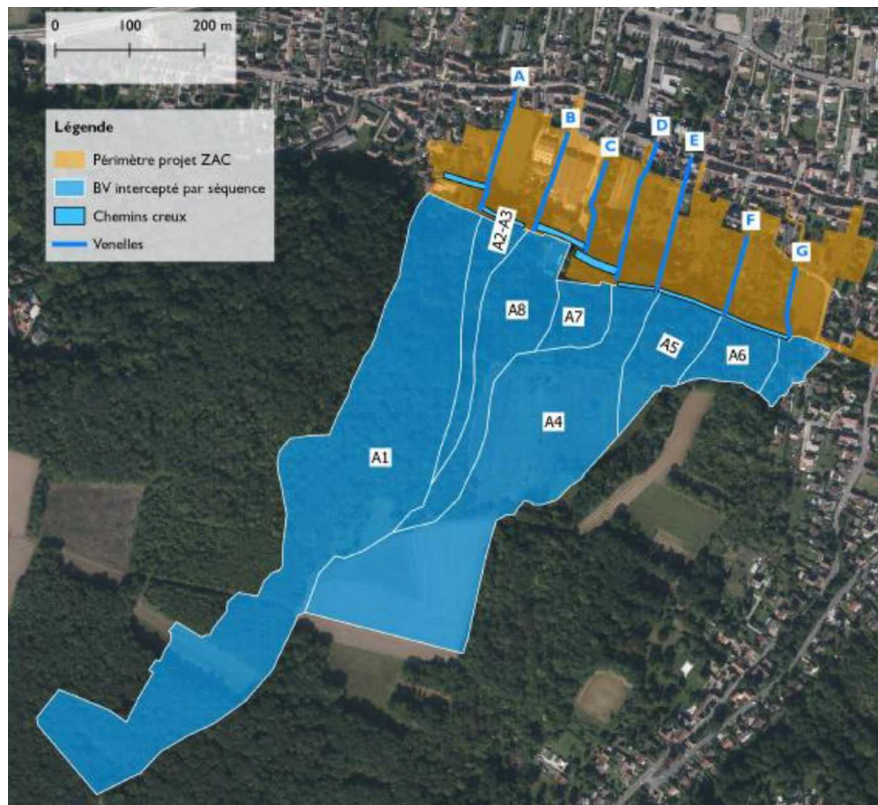 0 100 200 m
Légende
Périmètre projet ZAC
BV intercepté par séquence
Chemins creux
Venelles
A
B
C
D
E
F
G
A2-A3
A8
A7
A5
A6
A4
A1